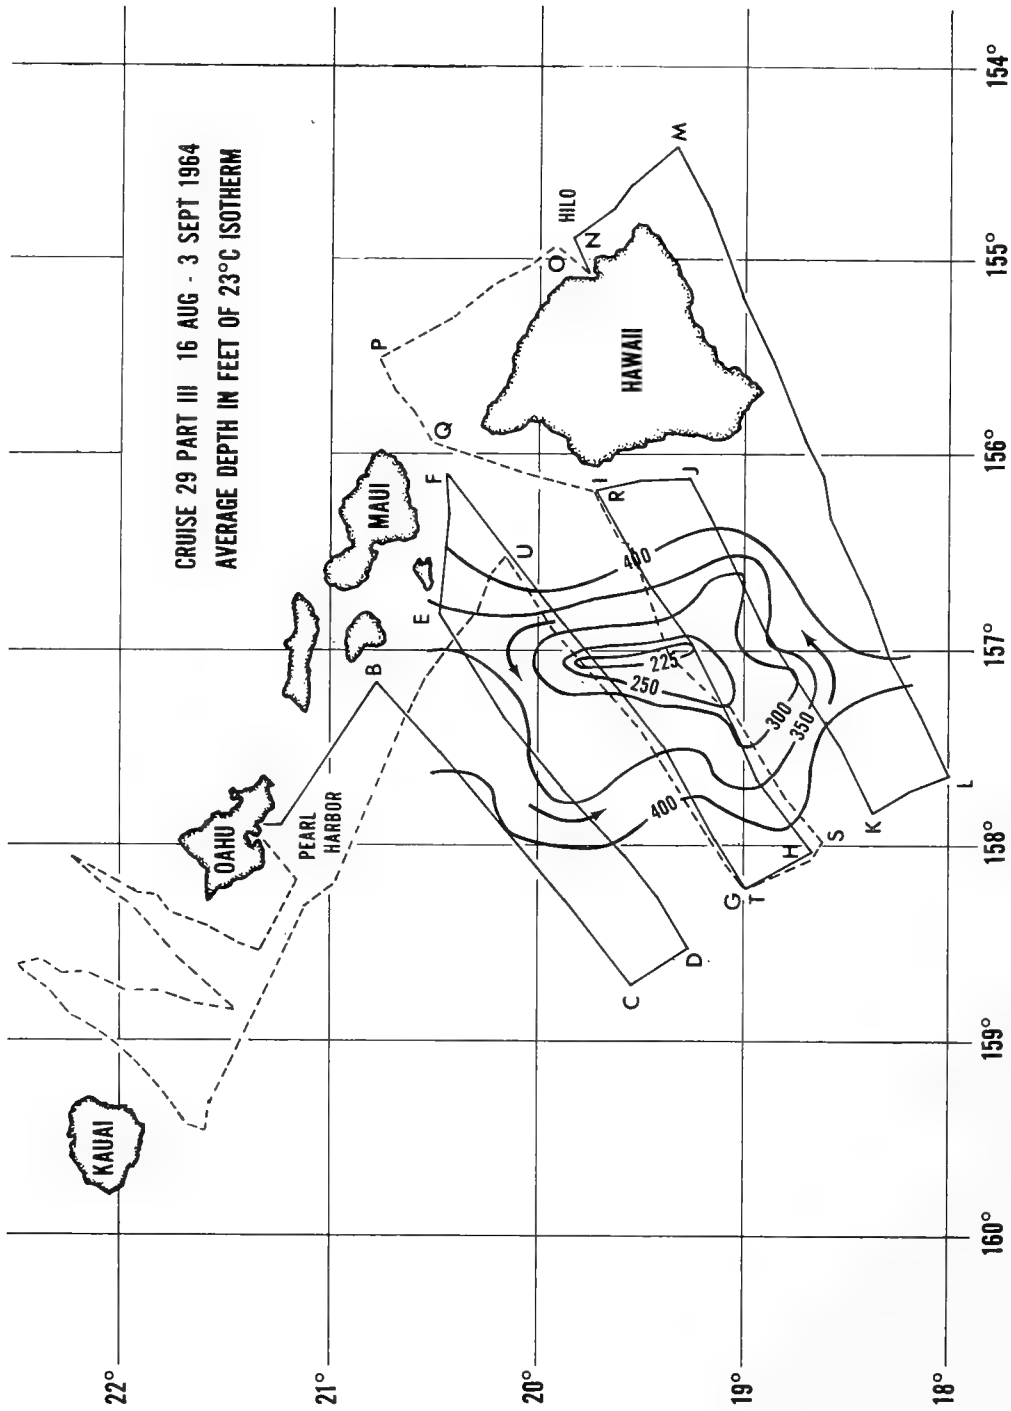 CRUISE 29 PART III 16 AUG - 3 SEPT 1964
AVERAGE DEPTH IN FEET OF 23°C ISOTHERM
22°
21°
20°
19°
18°
160°
159°
158°
157°
156°
155°
154°
KAUAI
OAHU
PEARL
HARBOR
MAUI
HAWAII
HILO
B
C
D
E
F
G
H
I
J
K
L
M
N
O
P
Q
R
S
T
U
400
225
250
300
350
400